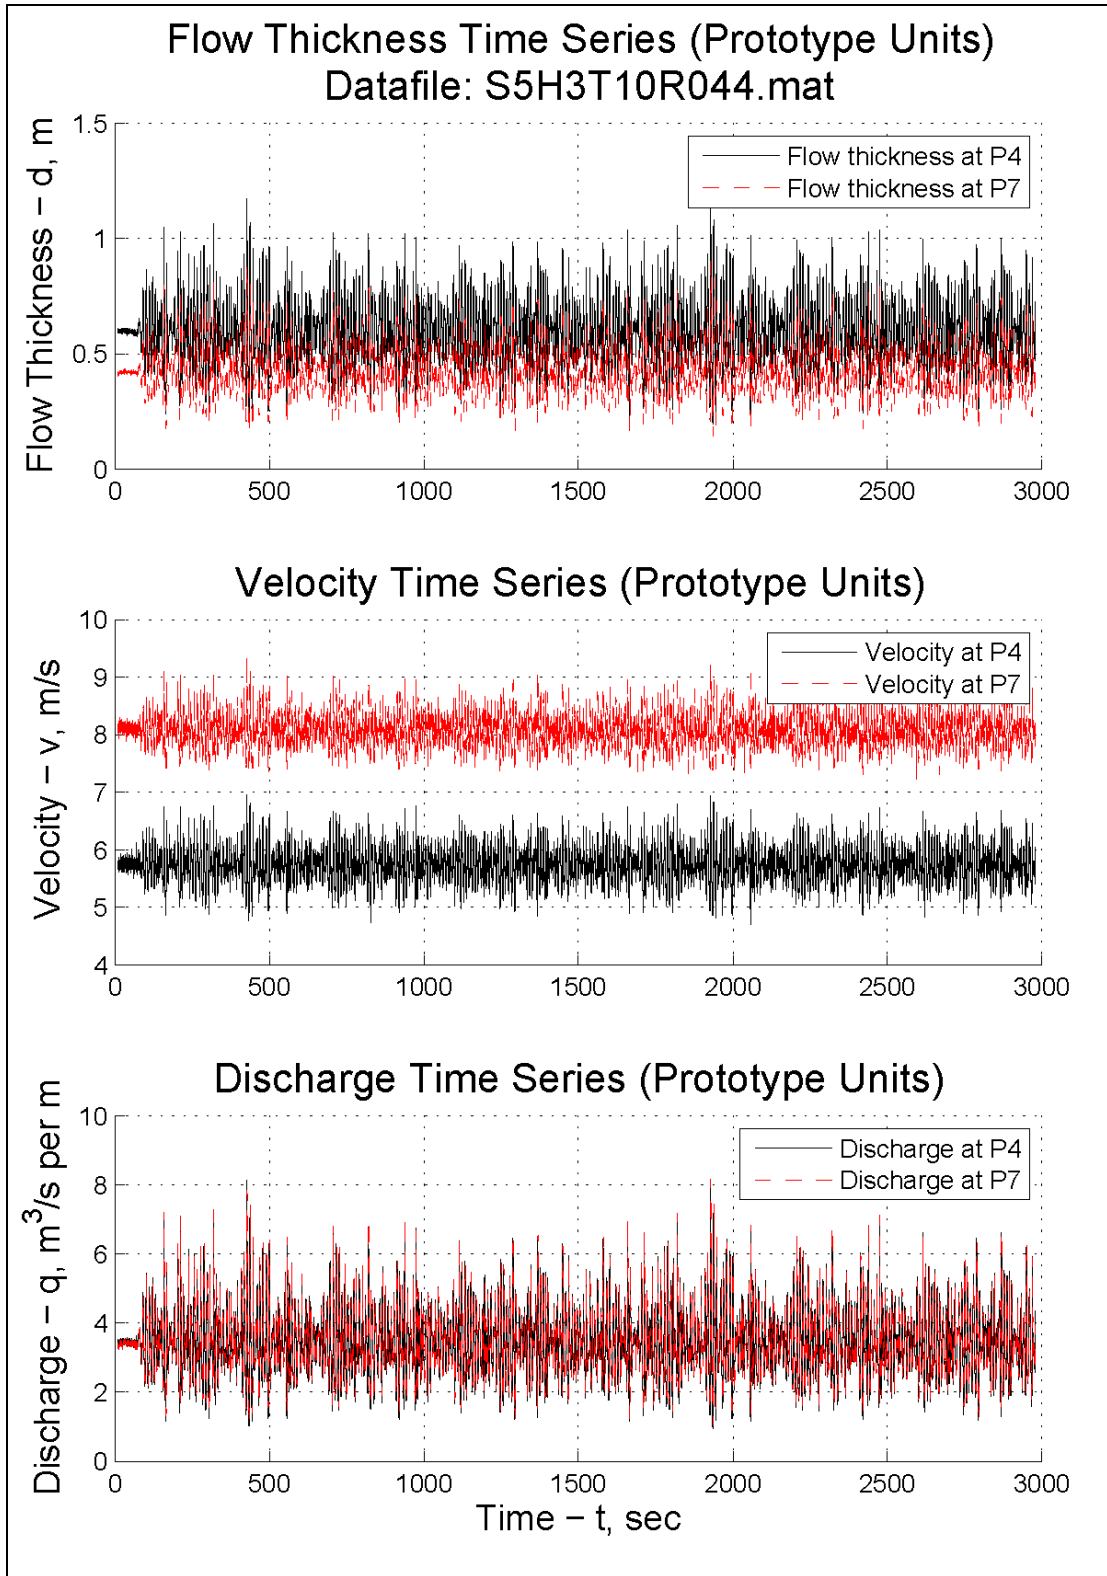 Flow Thickness Time Series (Prototype Units)
Datafile: S5H3T10R044.mat
Flow Thickness − d, m
1.5
1
0.5
0
Flow thickness at P4
Flow thickness at P7
0 500 1000 1500 2000 2500 3000
Velocity Time Series (Prototype Units)
Velocity − v, m/s
10
9
8
7
6
5
4
Velocity at P4
Velocity at P7
0 500 1000 1500 2000 2500 3000
Discharge Time Series (Prototype Units)
Discharge − q, m³/s per m
10
8
6
4
2
0
Discharge at P4
Discharge at P7
0 500 1000 1500 2000 2500 3000
Time − t, sec